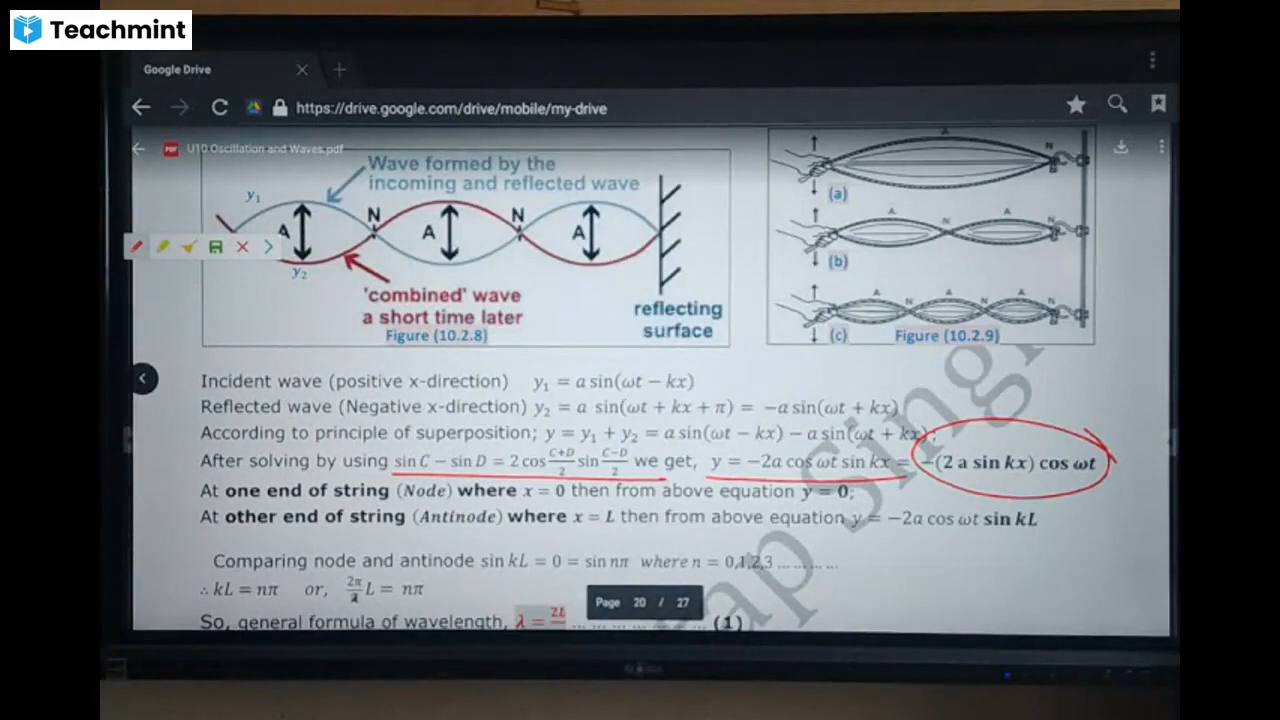 Teachmint
Google Drive
https://drive.google.com/drive/mobile/my-drive
PDF U10 Oscillation and Waves.pdf
Wave formed by the
incoming and reflected wave
y₁
N
N
A
A
A
y₂
'combined' wave
a short time later
reflecting
surface
Figure (10.2.8)
A
N
(a)
A
N
A
N
(b)
A
N
A
N
A
N
(c)
Figure (10.2.9)
Incident wave (positive x-direction) y₁ = a sin(ωt − kx)
Reflected wave (Negative x-direction) y₂ = a sin(ωt + kx + π) = −a sin(ωt + kx)
According to principle of superposition; y = y₁ + y₂ = a sin(ωt − kx) − a sin(ωt + kx);
After solving by using sin C − sin D = 2 cos (C+D)/2 sin (C−D)/2 we get, y = −2a cos ωt sin kx = −(2 a sin kx) cos ωt
At one end of string (Node) where x = 0 then from above equation y = 0;
At other end of string (Antinode) where x = L then from above equation y = −2a cos ωt sin kL
Comparing node and antinode sin kL = 0 = sin nπ where n = 0,1,2,3 ... ... ... ...
∴ kL = nπ or, 2π/λ L = nπ
Page 20 / 27
So, general formula of wavelength, λ = 2L ... ... ... ... (1)
ap Singh